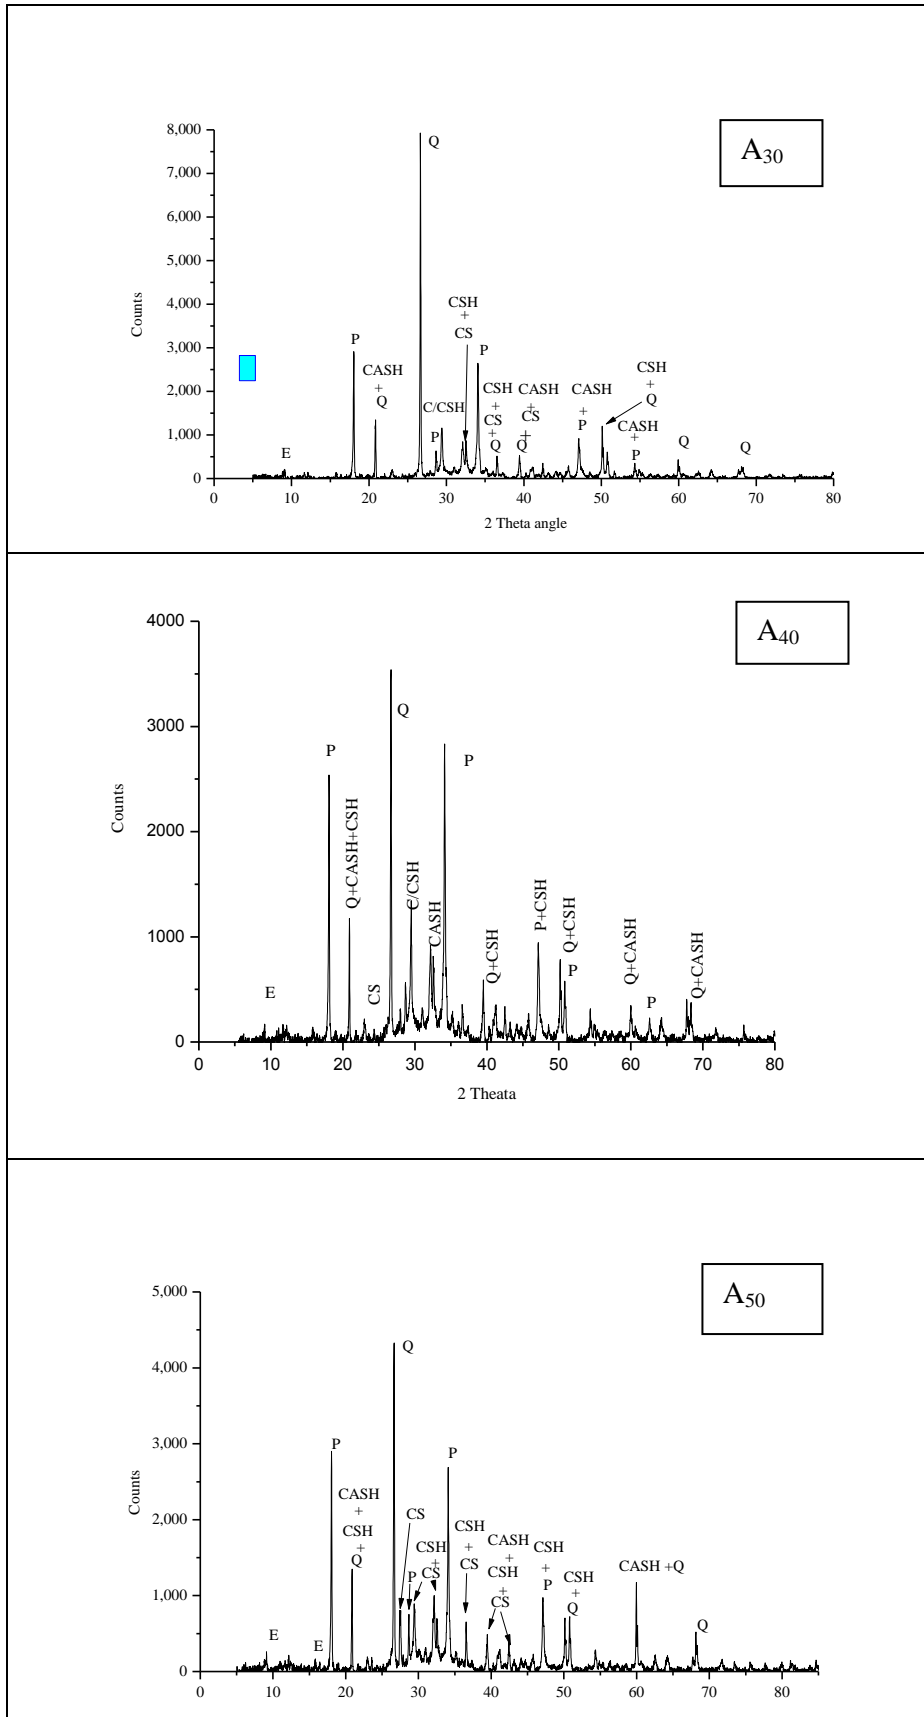 A30
8,000
7,000
6,000
5,000
4,000
3,000
2,000
1,000
0
Counts
E
P
CASH
+
Q
Q
C/CSH
P
CSH
+
CS
P
CSH
+
CS
+
Q
CASH
+
CS
+
Q
CASH
+
P
CSH
+
Q
CASH
+
P
Q
Q
0 10 20 30 40 50 60 70 80
2 Theta angle
A40
4000
3000
2000
1000
0
Counts
E
P
Q+CASH+CSH
CS
Q
C/CSH
CASH
P
Q+CSH
P+CSH
Q+CSH
P
Q+CASH
P
Q+CASH
0 10 20 30 40 50 60 70 80
2 Theata
A50
5,000
4,000
3,000
2,000
1,000
0
Counts
E
E
P
CASH
+
CSH
+
Q
Q
CS
P
CSH
+
CS
P
CSH
+
CS
CASH
+
CSH
+
CS
CSH
+
P
CSH
+
Q
CASH +Q
Q
0 10 20 30 40 50 60 70 80